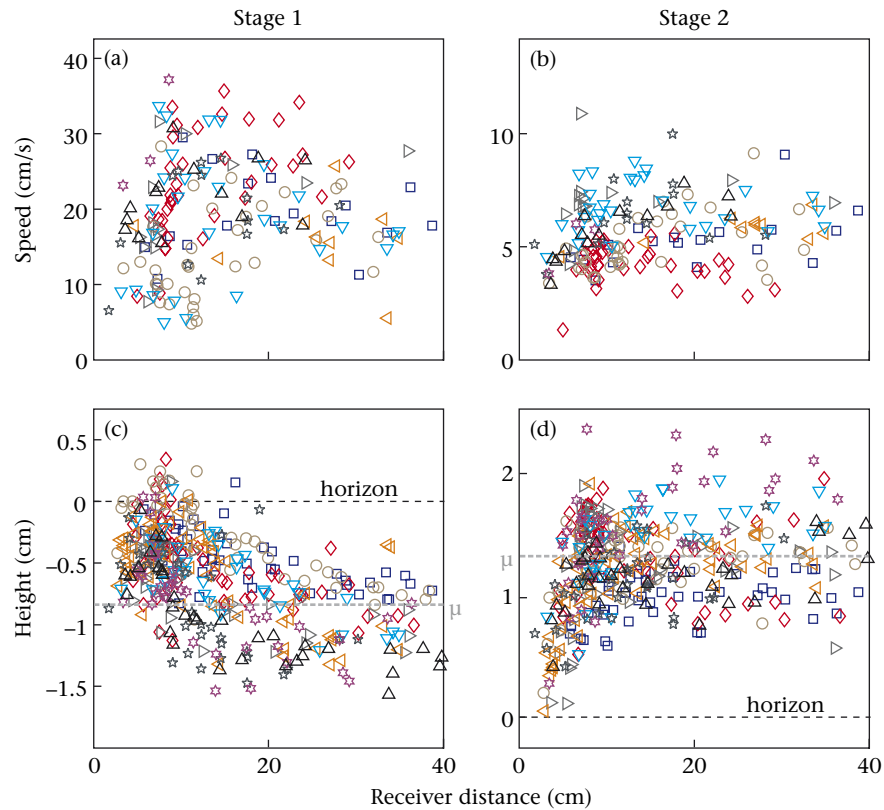 Stage 1
Stage 2
(a)
(b)
Speed (cm/s)
40
30
20
10
0
10
5
0
(c)
(d)
Height (cm)
0.5
0
−0.5
−1
−1.5
horizon
μ
2
μ
1
horizon
0
0
20
40
0
20
40
Receiver distance (cm)